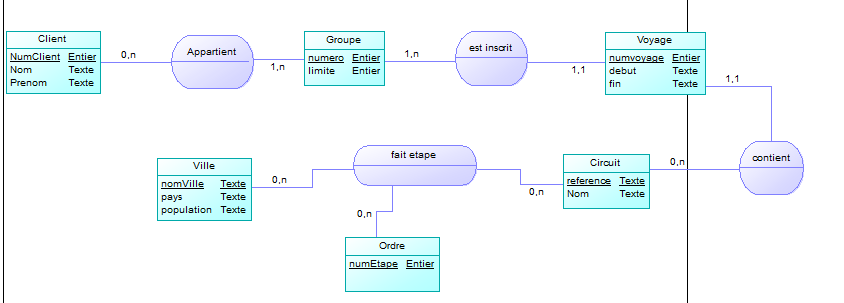 Client
NumClient Entier
Nom Texte
Prenom Texte
0,n
Appartient
1,n
Groupe
numero Entier
limite Entier
1,n
est inscrit
1,1
Voyage
numvoyage Entier
debut Texte
fin Texte
1,1
Ville
nomVille Texte
pays Texte
population Texte
0,n
fait etape
0,n
Circuit
reference Texte
Nom Texte
0,n
contient
0,n
Ordre
numEtape Entier